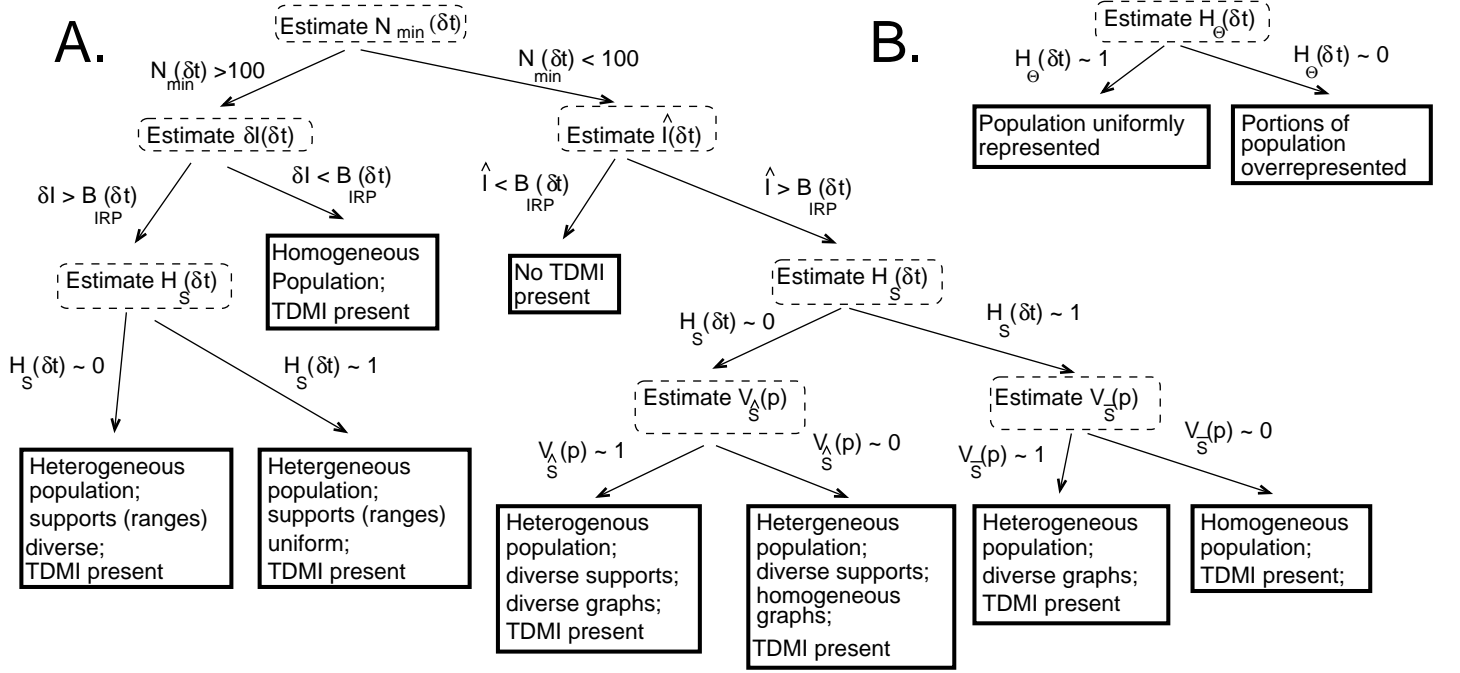 A.
Estimate N min (δt)
N min (δt) >100
N min (δt) < 100
Estimate δI(δt)
Estimate Î(δt)
δI > B IRP (δt)
δI < B IRP (δt)
Î < B IRP (δt)
Î > B IRP (δt)
Homogeneous
Population;
TDMI present
No TDMI
present
Estimate H S (δt)
Estimate H S (δt)
H S (δt) ~ 0
H S (δt) ~ 1
H S (δt) ~ 0
H S (δt) ~ 1
Estimate V Ŝ (p)
Estimate V S̅ (p)
V Ŝ (p) ~ 1
V Ŝ (p) ~ 0
V S̅ (p) ~ 1
V S̅ (p) ~ 0
Heterogeneous
population;
supports (ranges)
diverse;
TDMI present
Hetergeneous
population;
supports (ranges)
uniform;
TDMI present
Heterogenous
population;
diverse supports;
diverse graphs;
TDMI present
Hetergeneous
population;
diverse supports;
homogeneous
graphs;
TDMI present
Heterogeneous
population;
diverse graphs;
TDMI present
Homogeneous
population;
TDMI present;
B.
Estimate H Θ (δt)
H Θ (δt) ~ 1
H Θ (δt) ~ 0
Population uniformly
represented
Portions of
population
overrepresented